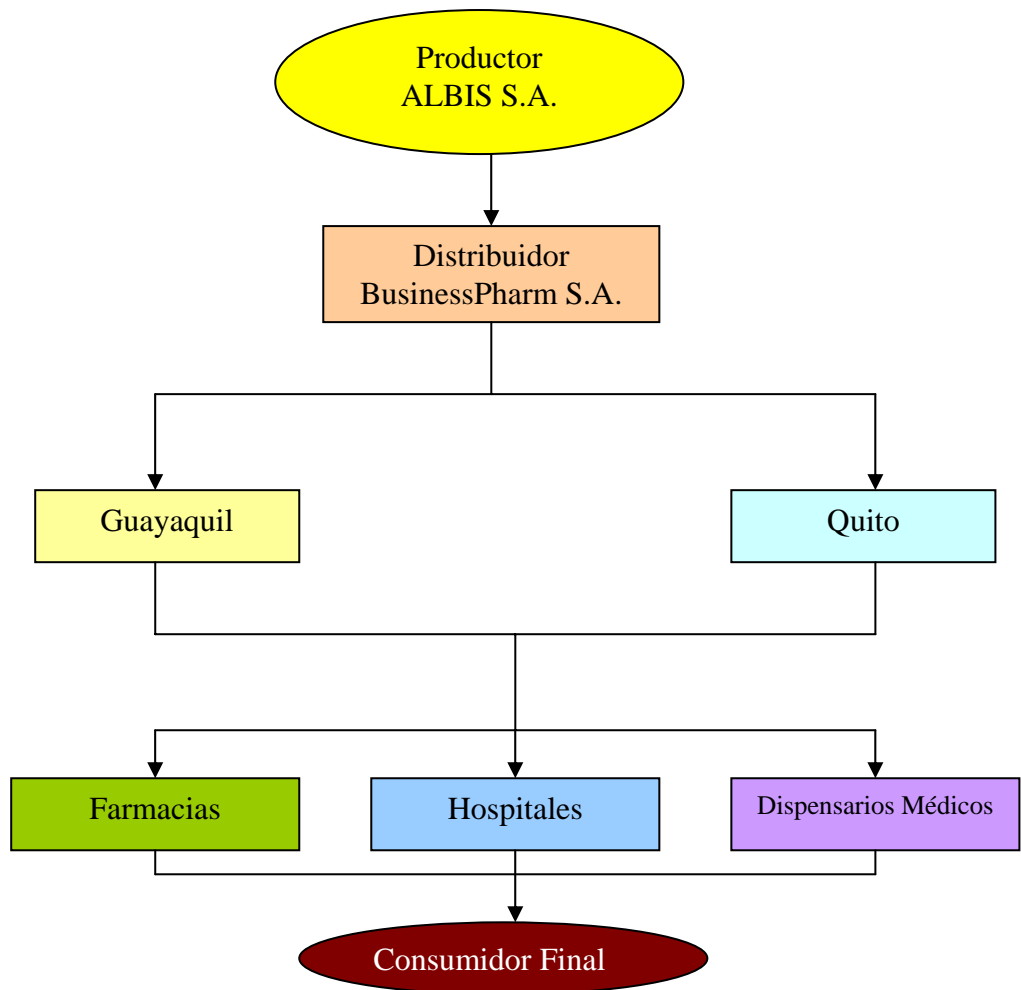 Productor
ALBIS S.A.
Distribuidor
BusinessPharm S.A.
Guayaquil
Quito
Farmacias
Hospitales
Dispensarios Médicos
Consumidor Final